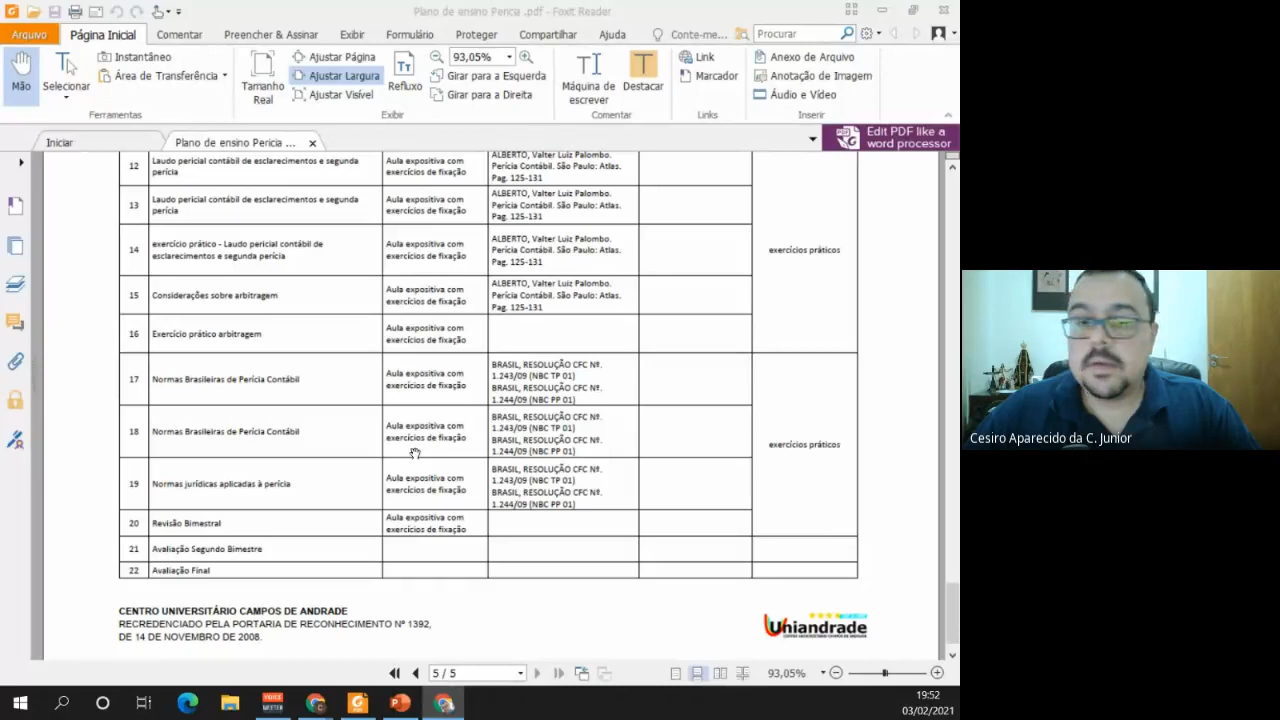 Plano de ensino Pericia .pdf - Foxit Reader
Arquivo
Página Inicial
Comentar
Preencher & Assinar
Exibir
Formulário
Proteger
Compartilhar
Ajuda
Conte-me...
Procurar
Mão
Selecionar
Instantâneo
Área de Transferência
Ferramentas
Tamanho Real
Ajustar Página
Ajustar Largura
Ajustar Visível
Refluxo
93,05%
Girar para a Esquerda
Girar para a Direita
Exibir
Máquina de escrever
Destacar
Comentar
Link
Marcador
Links
Anexo de Arquivo
Anotação de Imagem
Áudio e Vídeo
Inserir
Iniciar
Plano de ensino Pericia ...
Edit PDF like a
word processor
12
Laudo pericial contábil de esclarecimentos e segunda
perícia
Aula expositiva com
exercícios de fixação
ALBERTO, Valter Luiz Palombo.
Perícia Contábil. São Paulo: Atlas.
Pag. 125-131
13
Laudo pericial contábil de esclarecimentos e segunda
perícia
Aula expositiva com
exercícios de fixação
ALBERTO, Valter Luiz Palombo.
Perícia Contábil. São Paulo: Atlas.
Pag. 125-131
14
exercício prático - Laudo pericial contábil de
esclarecimentos e segunda perícia
Aula expositiva com
exercícios de fixação
ALBERTO, Valter Luiz Palombo.
Perícia Contábil. São Paulo: Atlas.
Pag. 125-131
exercícios práticos
15
Considerações sobre arbitragem
Aula expositiva com
exercícios de fixação
ALBERTO, Valter Luiz Palombo.
Perícia Contábil. São Paulo: Atlas.
Pag. 125-131
16
Exercício prático arbitragem
Aula expositiva com
exercícios de fixação
17
Normas Brasileiras de Perícia Contábil
Aula expositiva com
exercícios de fixação
BRASIL, RESOLUÇÃO CFC Nº.
1.243/09 (NBC TP 01)
BRASIL, RESOLUÇÃO CFC Nº.
1.244/09 (NBC PP 01)
18
Normas Brasileiras de Perícia Contábil
Aula expositiva com
exercícios de fixação
BRASIL, RESOLUÇÃO CFC Nº.
1.243/09 (NBC TP 01)
BRASIL, RESOLUÇÃO CFC Nº.
1.244/09 (NBC PP 01)
exercícios práticos
19
Normas jurídicas aplicadas à perícia
Aula expositiva com
exercícios de fixação
BRASIL, RESOLUÇÃO CFC Nº.
1.243/09 (NBC TP 01)
BRASIL, RESOLUÇÃO CFC Nº.
1.244/09 (NBC PP 01)
20
Revisão Bimestral
Aula expositiva com
exercícios de fixação
21
Avaliação Segundo Bimestre
22
Avaliação Final
CENTRO UNIVERSITÁRIO CAMPOS DE ANDRADE
RECREDENCIADO PELA PORTARIA DE RECONHECIMENTO Nº 1392,
DE 14 DE NOVEMBRO DE 2008.
Uniandrade
5 / 5
93,05%
19:52
03/02/2021
Cesiro Aparecido da C. Junior